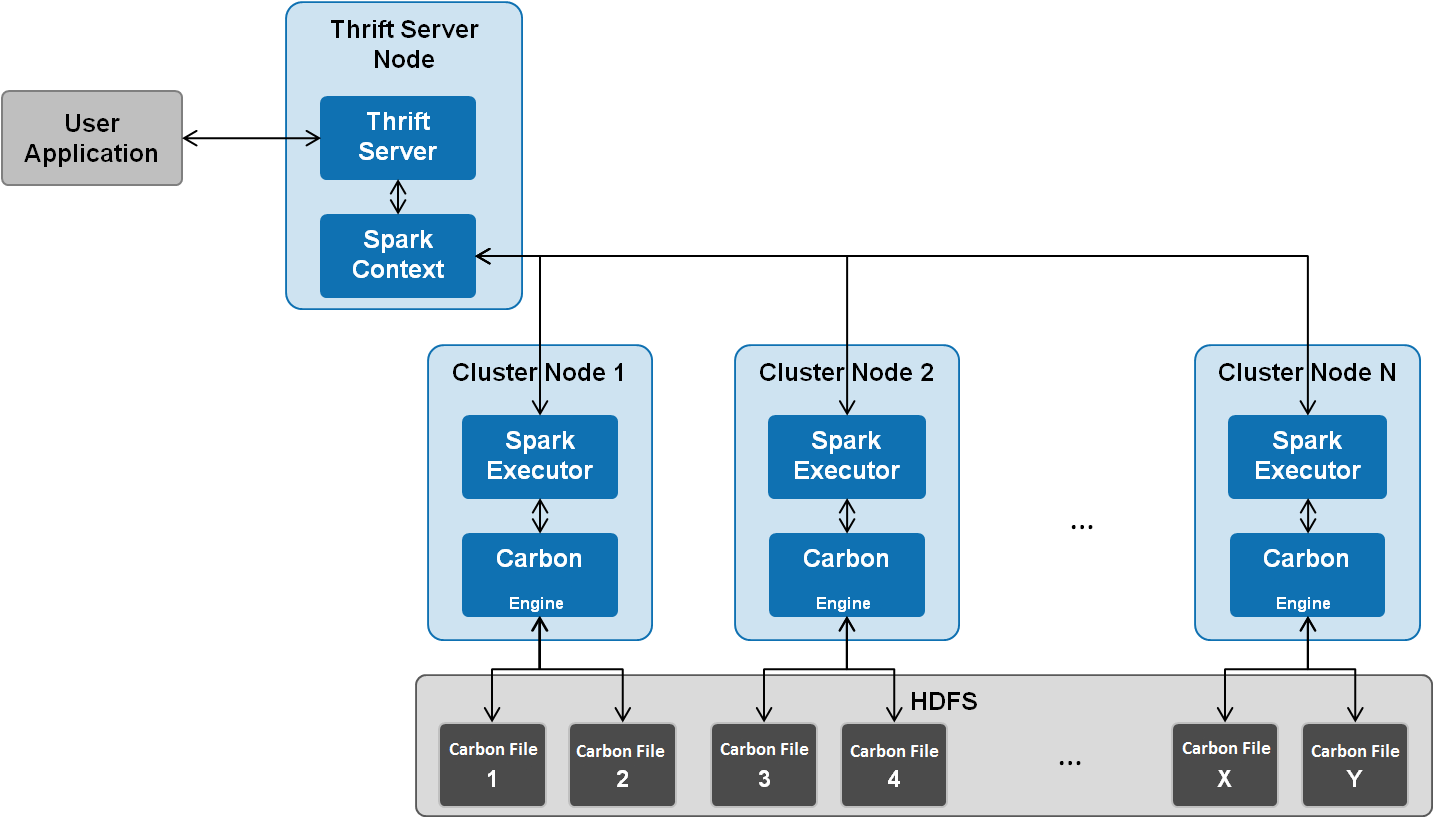 Thrift Server
Node
User
Application
Thrift
Server
Spark
Context
Cluster Node 1
Cluster Node 2
Cluster Node N
Spark
Executor
Spark
Executor
Spark
Executor
Carbon
Engine
Carbon
Engine
...
Carbon
Engine
HDFS
Carbon File
1
Carbon File
2
Carbon File
3
Carbon File
4
...
Carbon File
X
Carbon File
Y